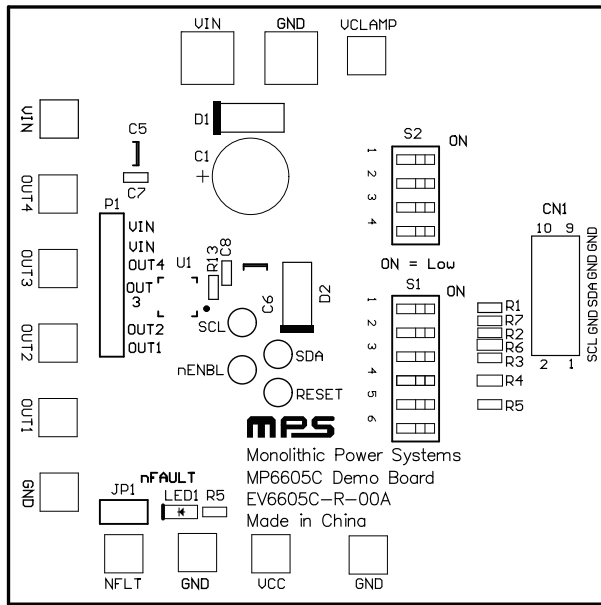 VIN
GND
VCLAMP
VIN
OUT4
OUT3
OUT2
OUT1
GND
D1
C1
+
C5
C7
P1
VIN
VIN
OUT4
OUT
3
OUT2
OUT1
U1
R13
C8
C6
D2
SCL
nENBL
SDA
RESET
S2
ON
1
2
3
4
ON = Low
S1
ON
1
2
3
4
5
6
R1
R7
R2
R6
R3
R4
R5
CN1
10 9
2 1
SCL GND SDA GND GND
mPS
Monolithic Power Systems
MP6605C Demo Board
EV6605C-R-00A
Made in China
nFAULT
JP1
LED1
R5
NFLT
GND
VCC
GND